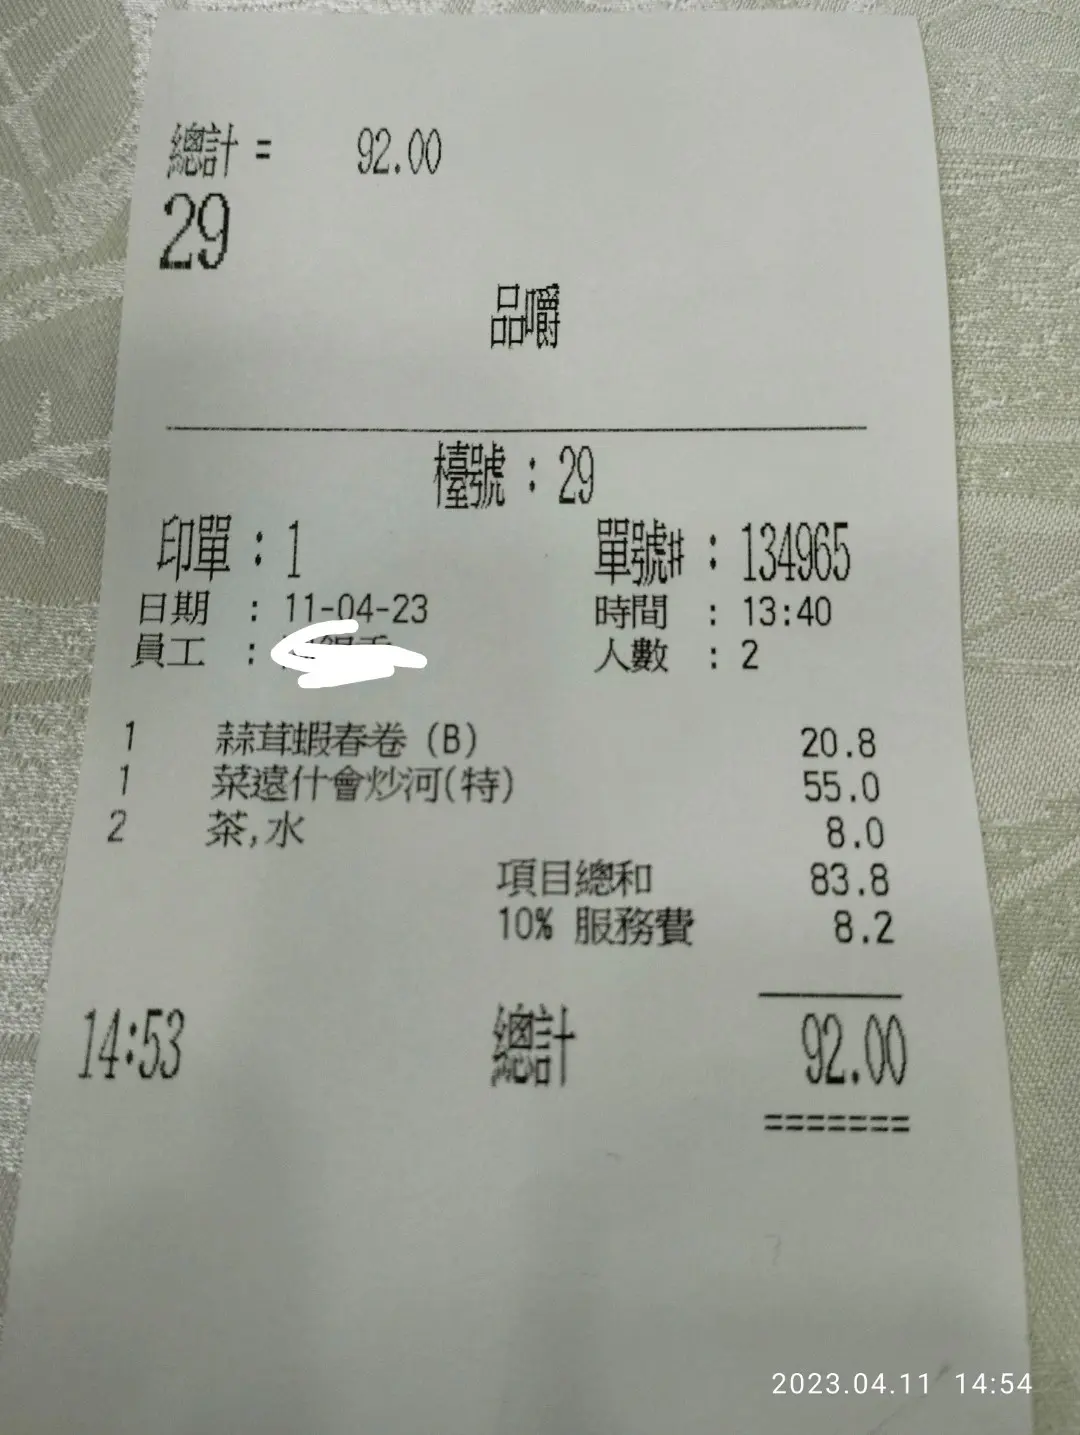 總計 = 92.00
29
品嚼
檯號 : 29
印單 : 1 單號# : 134965
日期 : 11-04-23 時間 : 13:40
員工 : 人數 : 2
1 蒜茸蝦春卷 (B) 20.8
1 菜遠什會炒河(特) 55.0
2 茶,水 8.0
項目總和 83.8
10% 服務費 8.2
14:53 總計 92.00
=======
2023.04.11 14:54